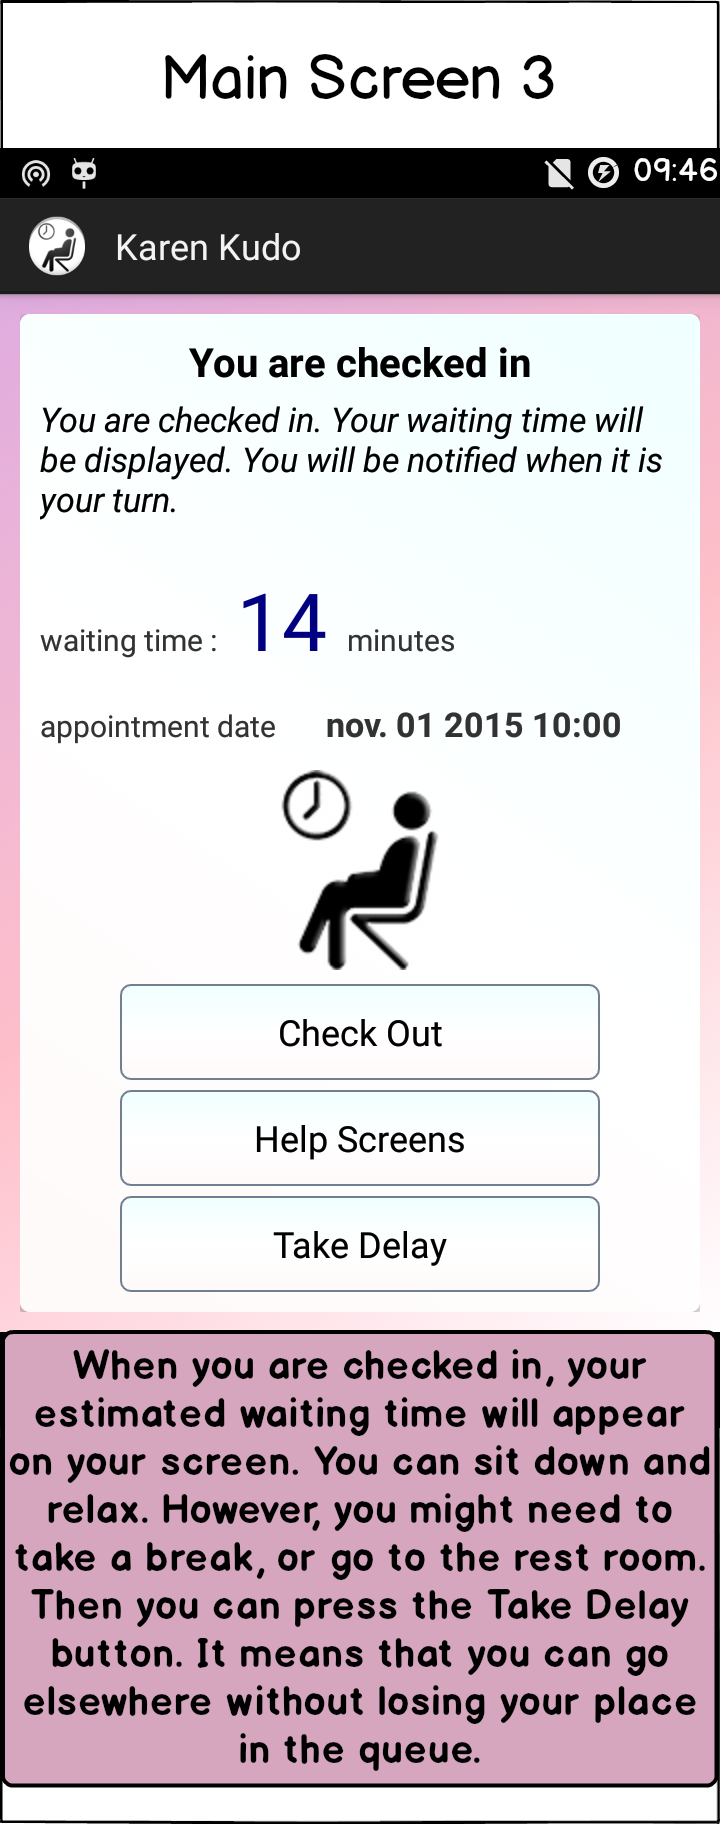 Main Screen 3
09:46
Karen Kudo
You are checked in
You are checked in. Your waiting time will
be displayed. You will be notified when it is
your turn.
waiting time : 14 minutes
appointment date nov. 01 2015 10:00
Check Out
Help Screens
Take Delay
When you are checked in, your
estimated waiting time will appear
on your screen. You can sit down and
relax. However, you might need to
take a break, or go to the rest room.
Then you can press the Take Delay
button. It means that you can go
elsewhere without losing your place
in the queue.